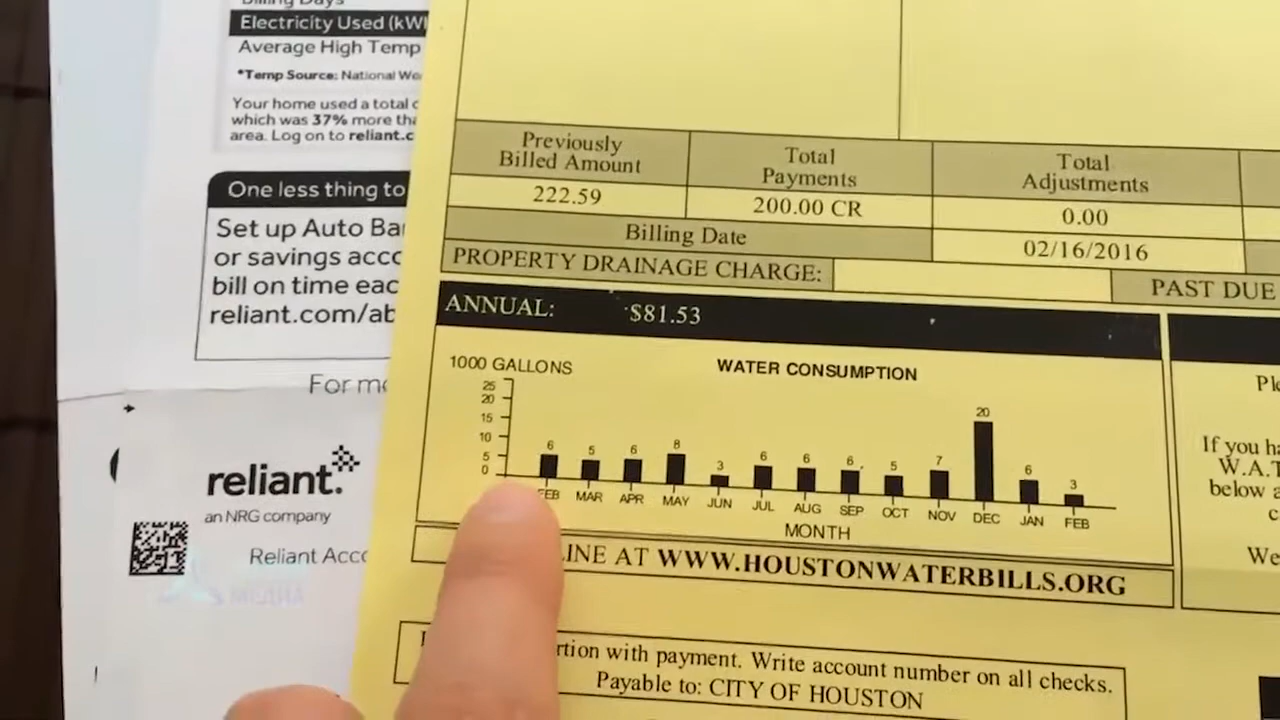 Billing Days
Electricity Used (kW
Average High Temp
*Temp Source: National We
Your home used a total
which was 37% more tha
area. Log on to reliant.c
One less thing to
Set up Auto Ba
or savings acc
bill on time eac
reliant.com/ab
For mo
reliant.
an NRG company
Reliant Acc
MEDIA
Previously
Billed Amount
Total
Payments
Total
Adjustments
222.59
200.00 CR
0.00
Billing Date
02/16/2016
PROPERTY DRAINAGE CHARGE:
PAST DUE
ANNUAL: $81.53
1000 GALLONS
WATER CONSUMPTION
25
20
15
10
5
0
6 5 6 8 3 6 6 6 5 7 20 6 3
FEB MAR APR MAY JUN JUL AUG SEP OCT NOV DEC JAN FEB
MONTH
LINE AT WWW.HOUSTONWATERBILLS.ORG
rtion with payment. Write account number on all checks.
Payable to: CITY OF HOUSTON
If you ha
W.A.T
below a
We